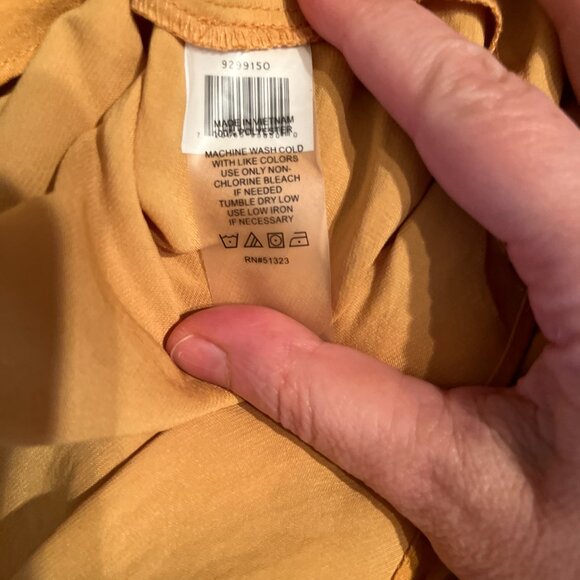 9299150
MADE IN VIETNAM
100% POLYESTER
MACHINE WASH COLD
WITH LIKE COLORS
USE ONLY NON-
CHLORINE BLEACH
IF NEEDED
TUMBLE DRY LOW
USE LOW IRON
IF NECESSARY
RN#51323